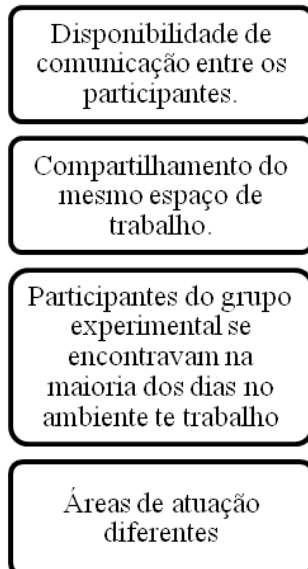 Disponibilidade de
comunicação entre os
participantes.
Compartilhamento do
mesmo espaço de
trabalho.
Participantes do grupo
experimental se
encontravam na
maioria dos dias no
ambiente te trabalho
Áreas de atuação
diferentes